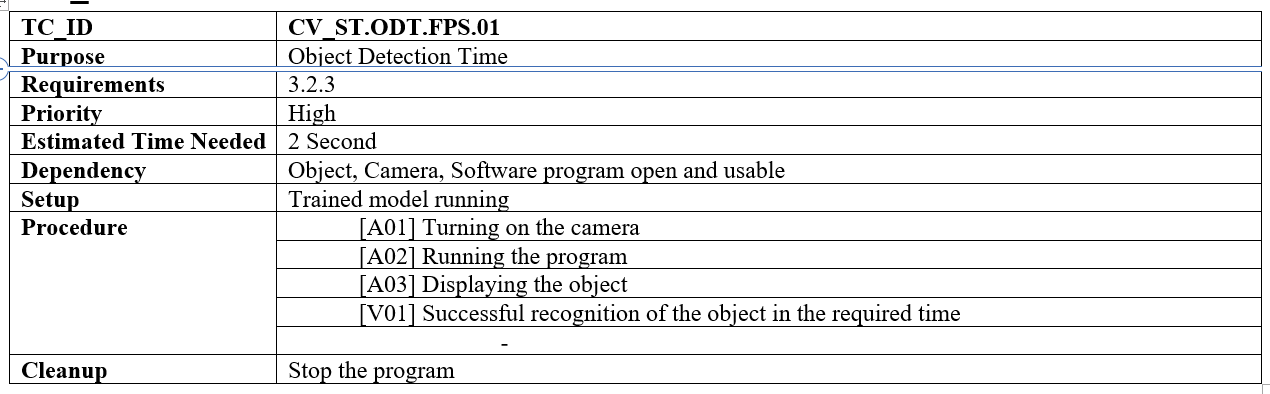 TC_ID CV_ST.ODT.FPS.01
Purpose Object Detection Time
Requirements 3.2.3
Priority High
Estimated Time Needed 2 Second
Dependency Object, Camera, Software program open and usable
Setup Trained model running
Procedure [A01] Turning on the camera
[A02] Running the program
[A03] Displaying the object
[V01] Successful recognition of the object in the required time
-
Cleanup Stop the program